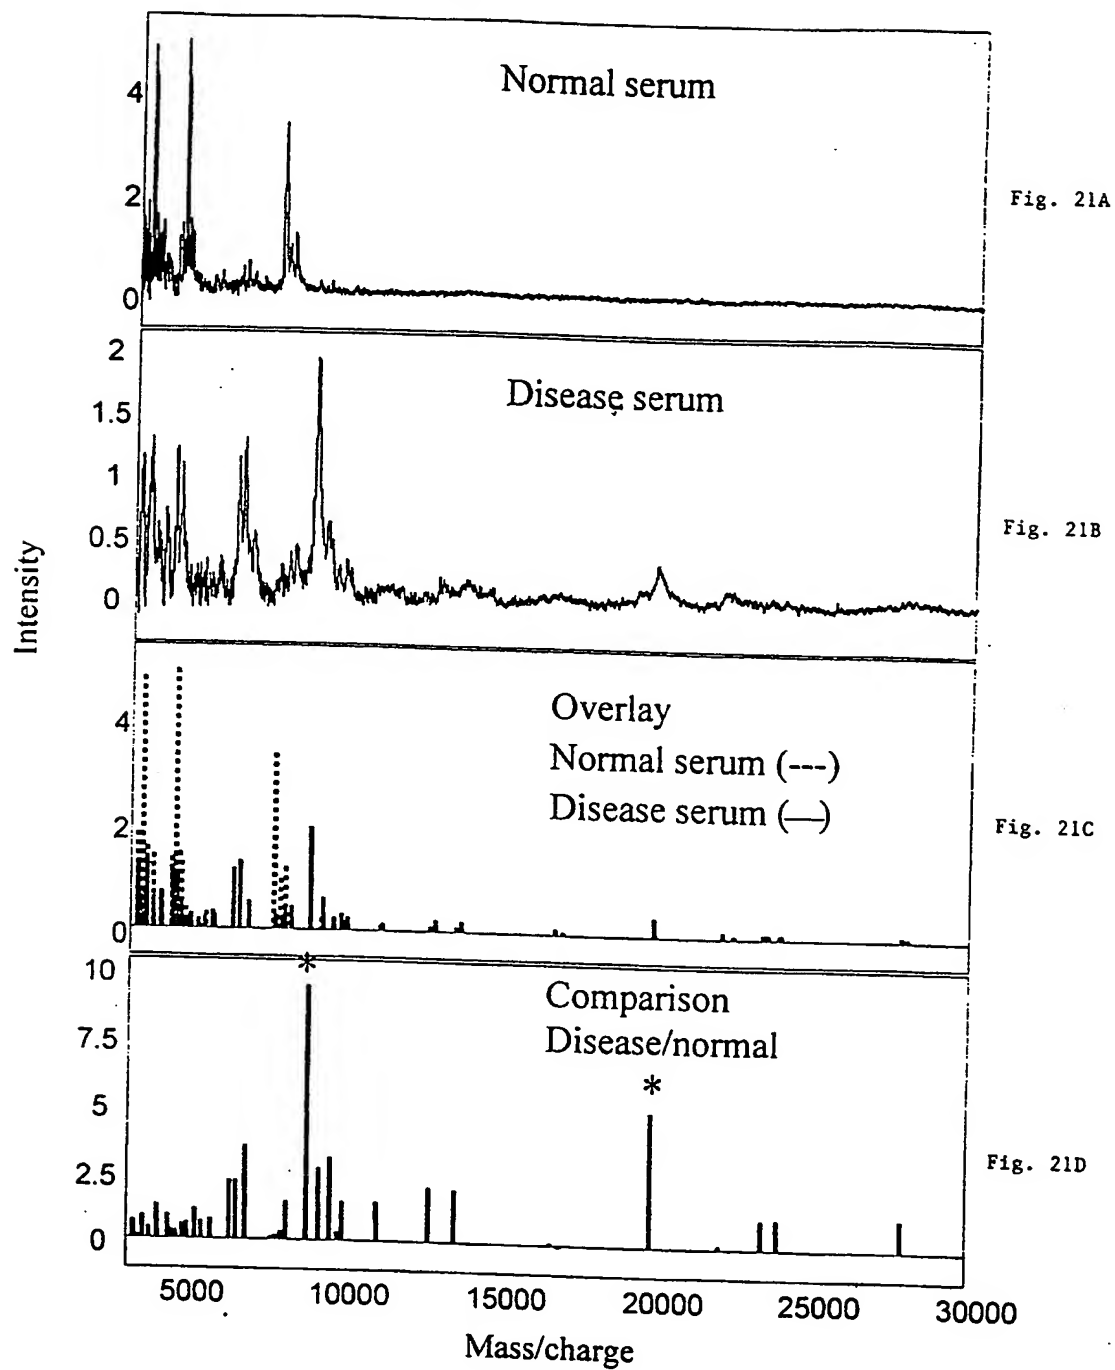 Normal serum
4
2
0
Fig. 21A
Disease serum
2
1.5
1
0.5
0
Fig. 21B
Intensity
Overlay
Normal serum (---)
Disease serum (—)
4
2
0
Fig. 21C
Comparison
Disease/normal
*
*
10
7.5
5
2.5
0
Fig. 21D
5000 10000 15000 20000 25000 30000
Mass/charge